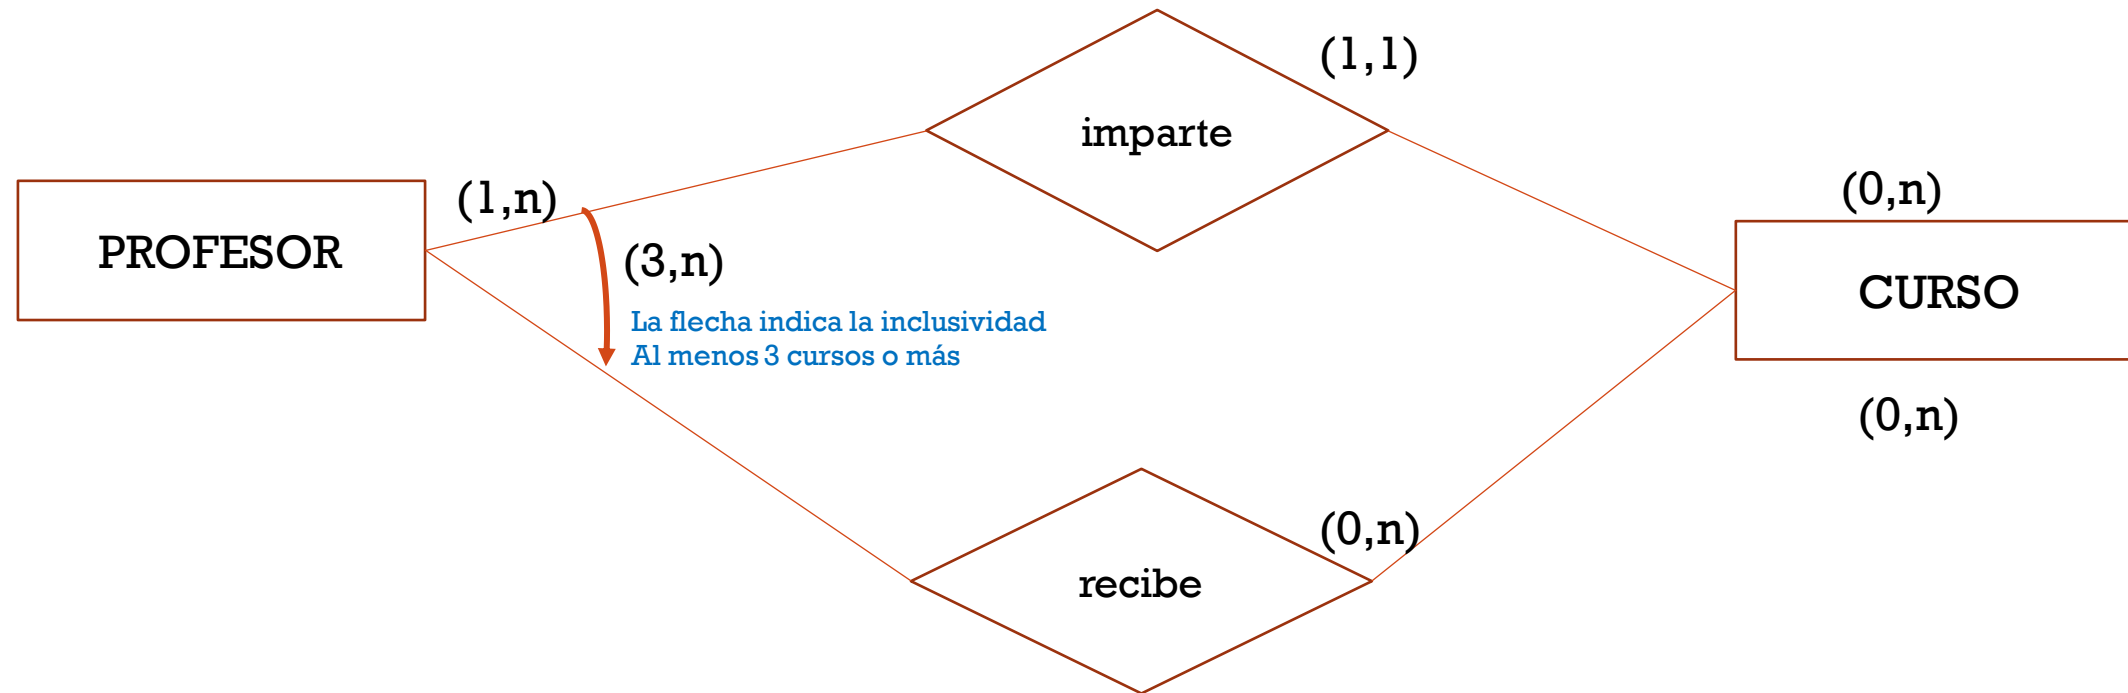 (1,1)
imparte
(0,n)
(1,n)
PROFESOR
(3,n)
CURSO
La flecha indica la inclusividad
Al menos 3 cursos o más
(0,n)
(0,n)
recibe